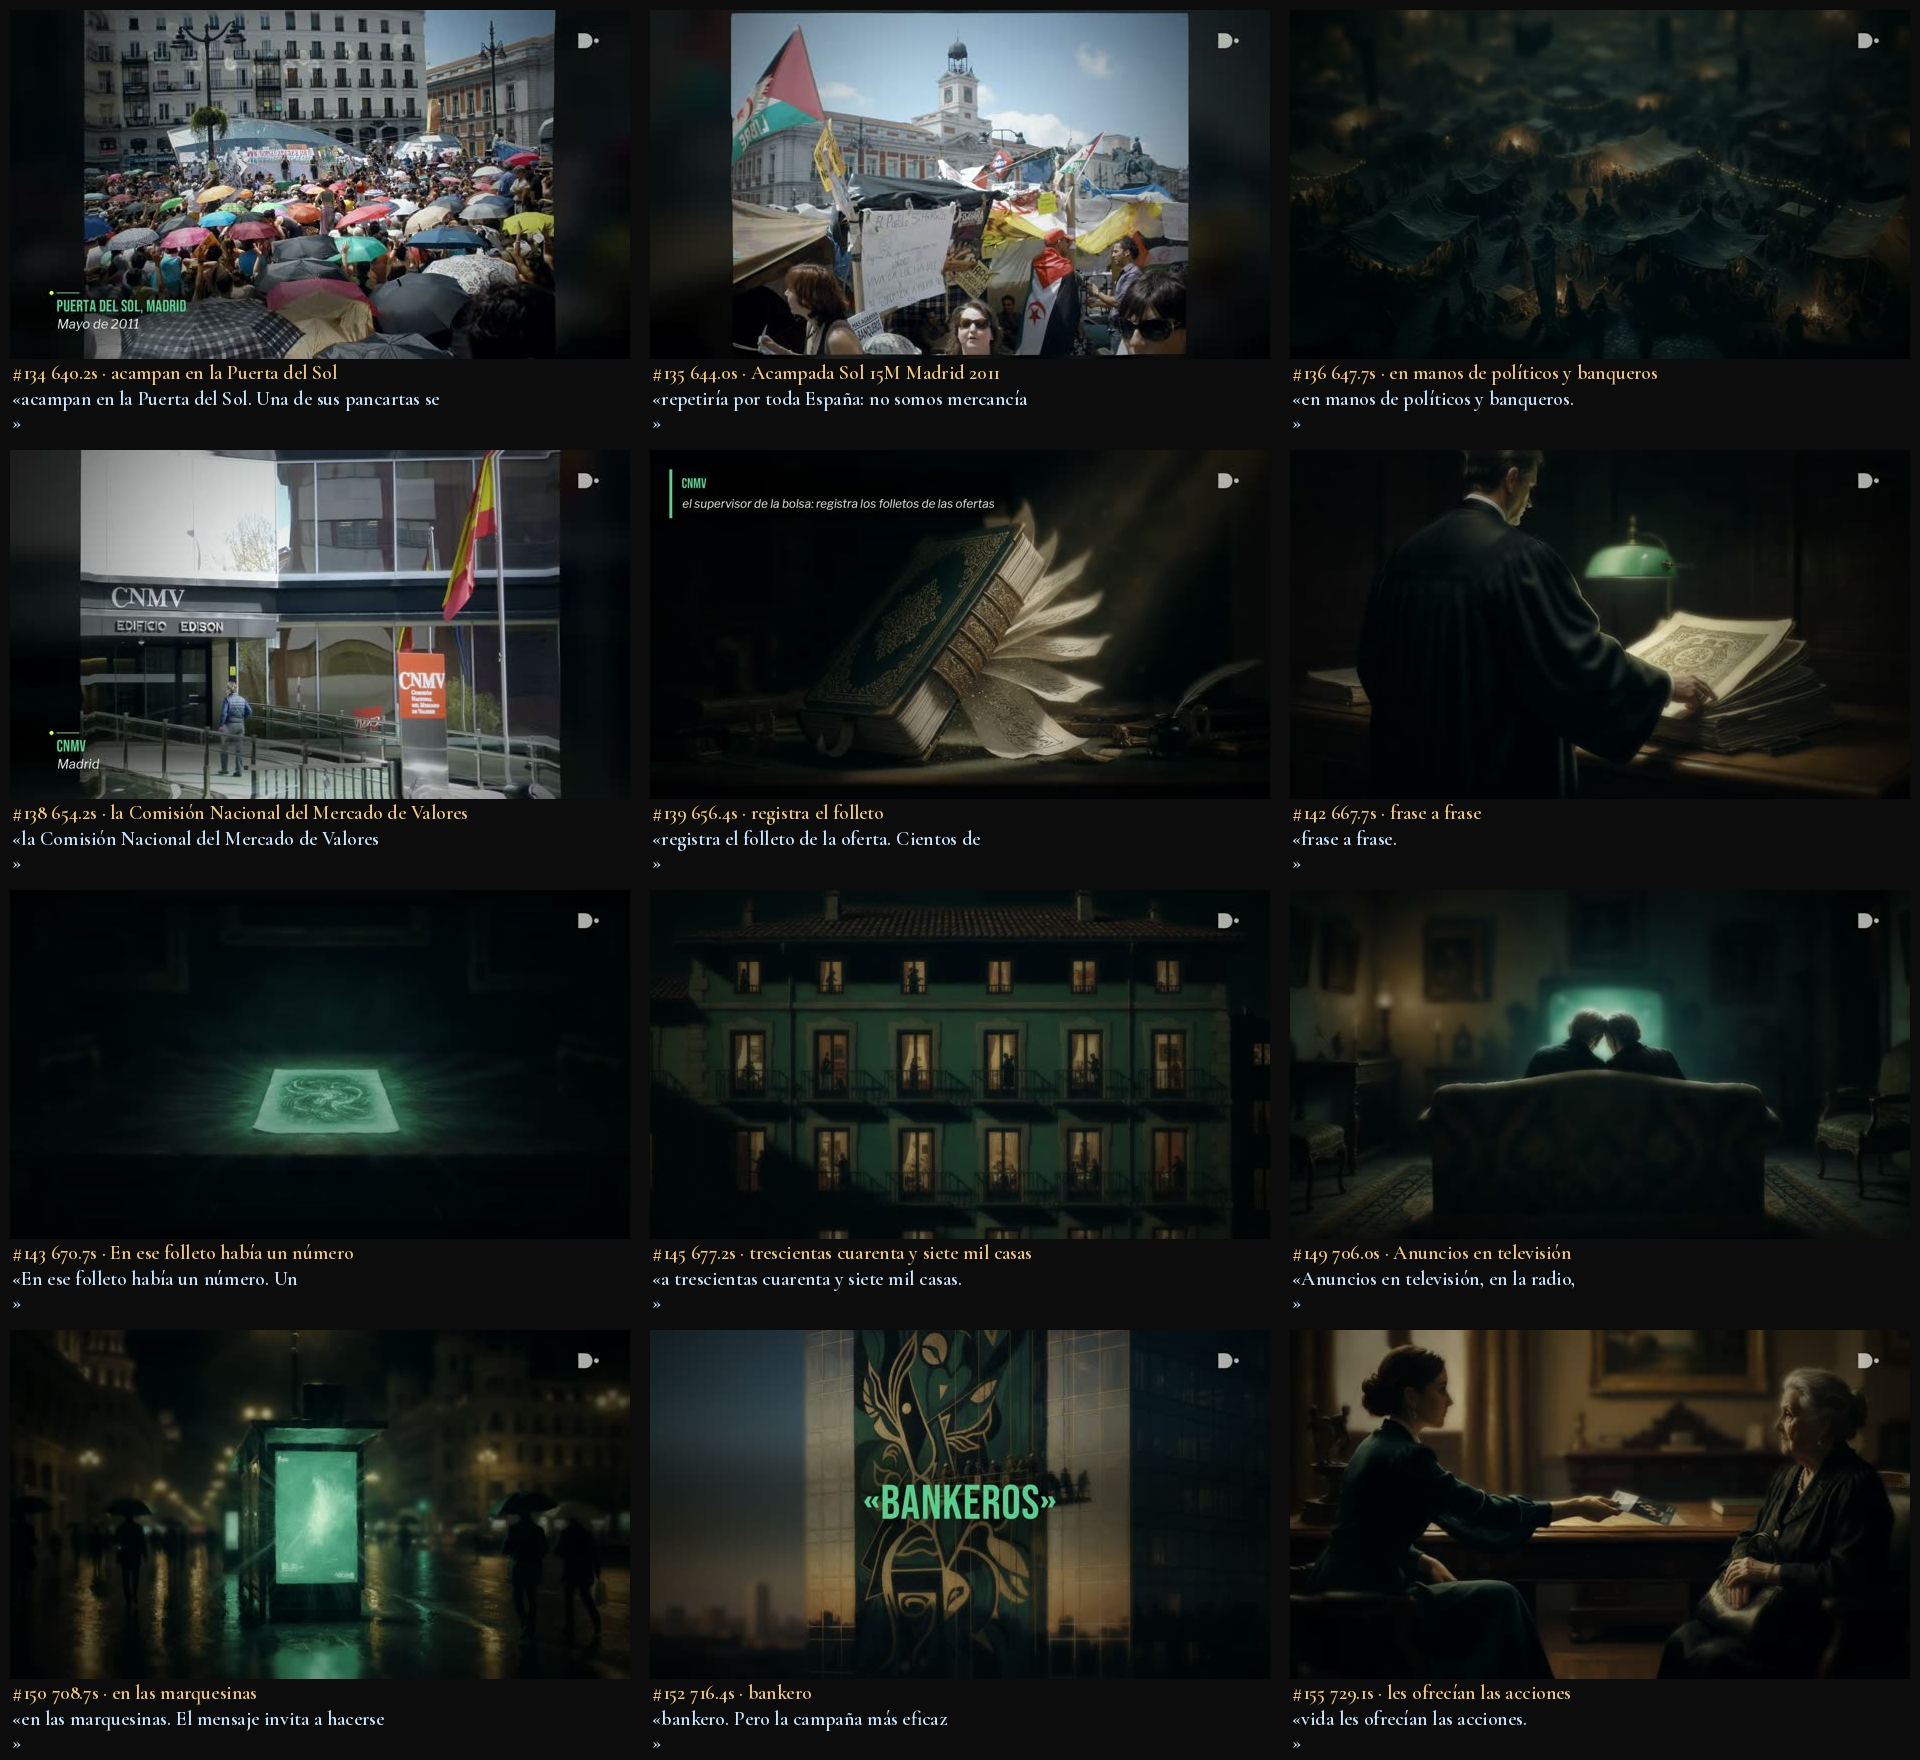 PUERTA DEL SOL, MADRID
Mayo de 2011
#134 640.2s · acampan en la Puerta del Sol
«acampan en la Puerta del Sol. Una de sus pancartas se
»
#135 644.0s · Acampada Sol 15M Madrid 2011
«repetiría por toda España: no somos mercancía
»
#136 647.7s · en manos de políticos y banqueros
«en manos de políticos y banqueros.
»
CNMV
EDIFICIO EDISON
CNMV
COMISIÓN
NACIONAL
DEL MERCADO
DE VALORES
CNMV
Madrid
#138 654.2s · la Comisión Nacional del Mercado de Valores
«la Comisión Nacional del Mercado de Valores
»
CNMV
el supervisor de la bolsa: registra los folletos de las ofertas
#139 656.4s · registra el folleto
«registra el folleto de la oferta. Cientos de
»
#142 667.7s · frase a frase
«frase a frase.
»
#143 670.7s · En ese folleto había un número
«En ese folleto había un número. Un
»
#145 677.2s · trescientas cuarenta y siete mil casas
«a trescientas cuarenta y siete mil casas.
»
#149 706.0s · Anuncios en televisión
«Anuncios en televisión, en la radio,
»
#150 708.7s · en las marquesinas
«en las marquesinas. El mensaje invita a hacerse
»
«BANKEROS»
#152 716.4s · bankero
«bankero. Pero la campaña más eficaz
»
#155 729.1s · les ofrecían las acciones
«vida les ofrecían las acciones.
»